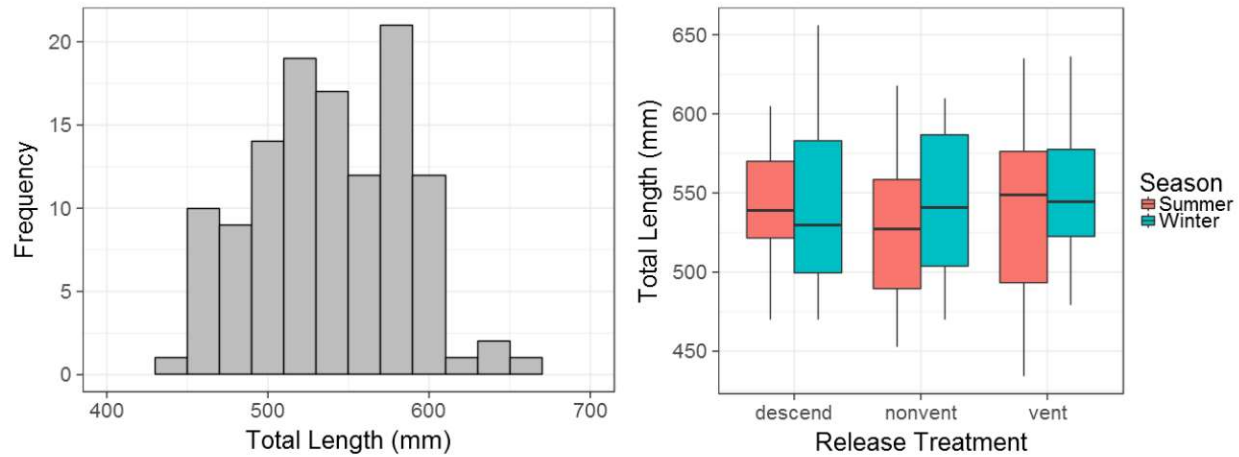 20
15
10
5
0
Frequency
400 500 600 700
Total Length (mm)
650
600
550
500
450
Total Length (mm)
descend nonvent vent
Release Treatment
Season
Summer
Winter